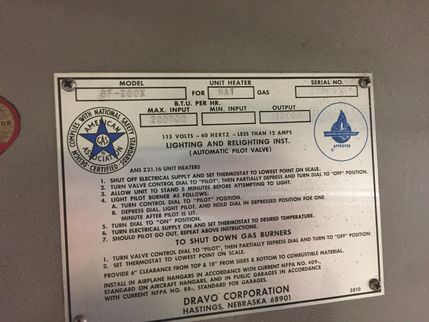 MODEL UNIT HEATER SERIAL NO.
FOR NAT GAS
B.T.U. PER HR.
MAX. INPUT MIN. INPUT OUTPUT
200000 160000
115 VOLTS - 60 HERTZ - LESS THAN 12 AMPS
LIGHTING AND RELIGHTING INST.
(AUTOMATIC PILOT VALVE)
DESIGN COMPLIES WITH NATIONAL SAFETY STANDARDS
AMERICAN GAS ASSOCIATION
CERTIFIED
APPROVED
ANS Z21.16 UNIT HEATERS
1. SHUT OFF ELECTRICAL SUPPLY AND SET THERMOSTAT TO LOWEST POINT ON SCALE.
2. TURN VALVE CONTROL DIAL TO "PILOT", THEN PARTIALLY DEPRESS AND TURN DIAL TO "OFF" POSITION.
3. ALLOW UNIT TO STAND 5 MINUTES BEFORE ATTEMPTING TO LIGHT.
4. LIGHT PILOT BURNER AS FOLLOWS:
A. TURN CONTROL DIAL TO "PILOT" POSITION.
B. DEPRESS DIAL, LIGHT PILOT, AND HOLD DIAL IN DEPRESSED POSITION FOR ONE
MINUTE AFTER PILOT IS LIT.
5. TURN DIAL TO "ON" POSITION.
6. TURN ELECTRICAL SUPPLY ON AND SET THERMOSTAT TO DESIRED TEMPERATURE.
7. SHOULD PILOT GO OUT, REPEAT ABOVE INSTRUCTIONS.
TO SHUT DOWN GAS BURNERS
1. TURN VALVE CONTROL DIAL TO "PILOT", THEN PARTIALLY DEPRESS DIAL AND TURN TO "OFF" POSITION:
2. SET THERMOSTAT TO LOWEST POINT ON SCALE.
PROVIDE 6" CLEARANCE FROM TOP & 18" FROM SIDES & BOTTOM TO COMBUSTIBLE MATERIAL.
INSTALL IN AIRPLANE HANGARS IN ACCORDANCE WITH CURRENT NFPA NO. 409-,
STANDARD ON AIRCRAFT HANGARS, AND IN PUBLIC GARAGES IN ACCORDANCE
WITH CURRENT NFPA NO. 88-, STANDARD FOR GARAGES.
DRAVO CORPORATION
HASTINGS, NEBRASKA 68901